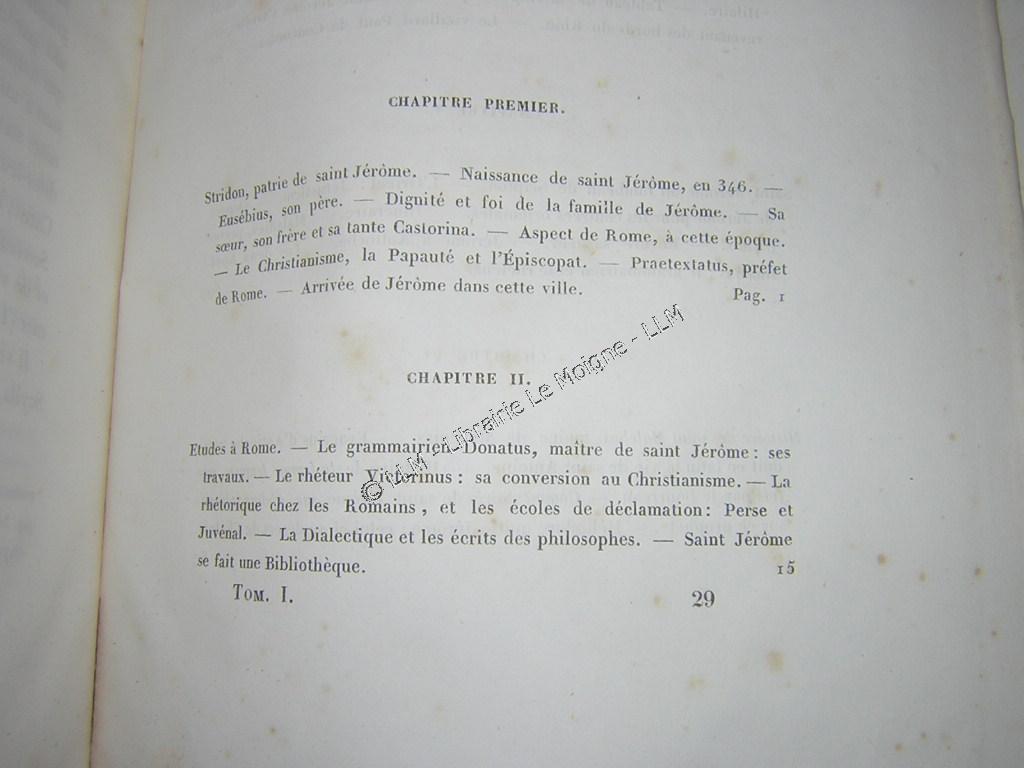 CHAPITRE PREMIER.
Stridon, patrie de saint Jérôme. — Naissance de saint Jérôme, en 346. —
Eusébius, son père. — Dignité et foi de la famille de Jérôme. — Sa
sœur, son frère et sa tante Castorina. — Aspect de Rome, à cette époque.
— Le Christianisme, la Papauté et l'Épiscopat. — Praetextatus, préfet
de Rome. — Arrivée de Jérôme dans cette ville. Pag. 1
CHAPITRE II.
Etudes à Rome. — Le grammairien Donatus, maître de saint Jérôme : ses
travaux. — Le rhéteur Victorinus : sa conversion au Christianisme. — La
rhétorique chez les Romains, et les écoles de déclamation : Perse et
Juvénal. — La Dialectique et les écrits des philosophes. — Saint Jérôme
se fait une Bibliothèque. 15
Tom. I. 29
© LLM - Librairie Le Moigne - LLM